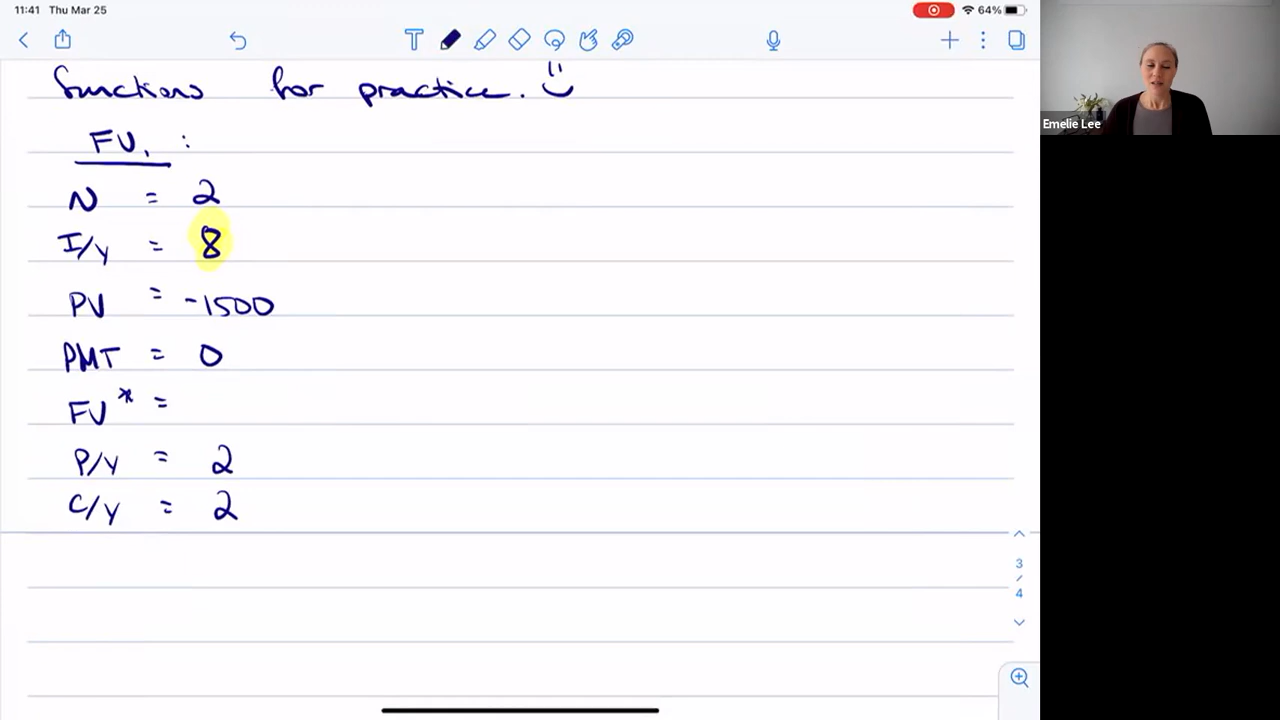 11:41 Thu Mar 25
64%
T
functions for practice.
FV, :
N = 2
I/Y = 8
PV = -1500
PMT = 0
FV* =
P/Y = 2
C/Y = 2
3
/
4
Emelie Lee